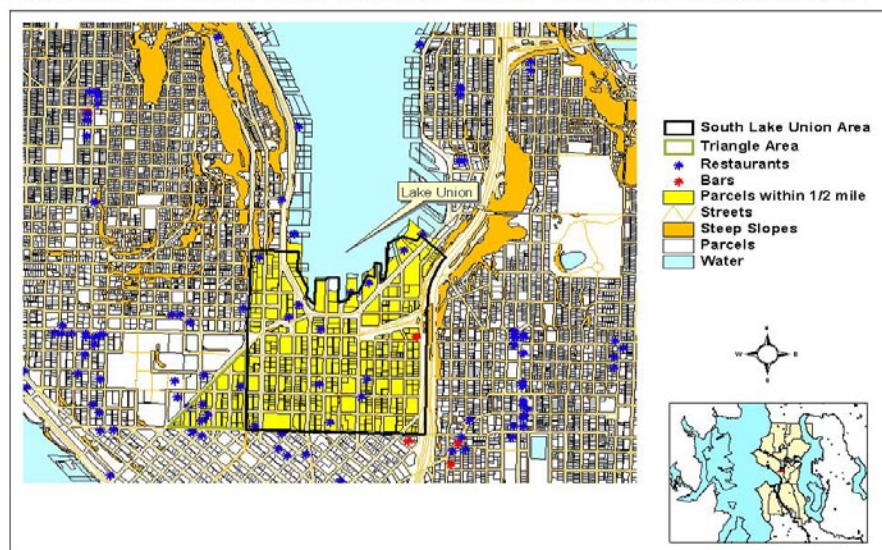 Lake Union
South Lake Union Area
Triangle Area
Restaurants
Bars
Parcels within 1/2 mile
Streets
Steep Slopes
Parcels
Water
W
E